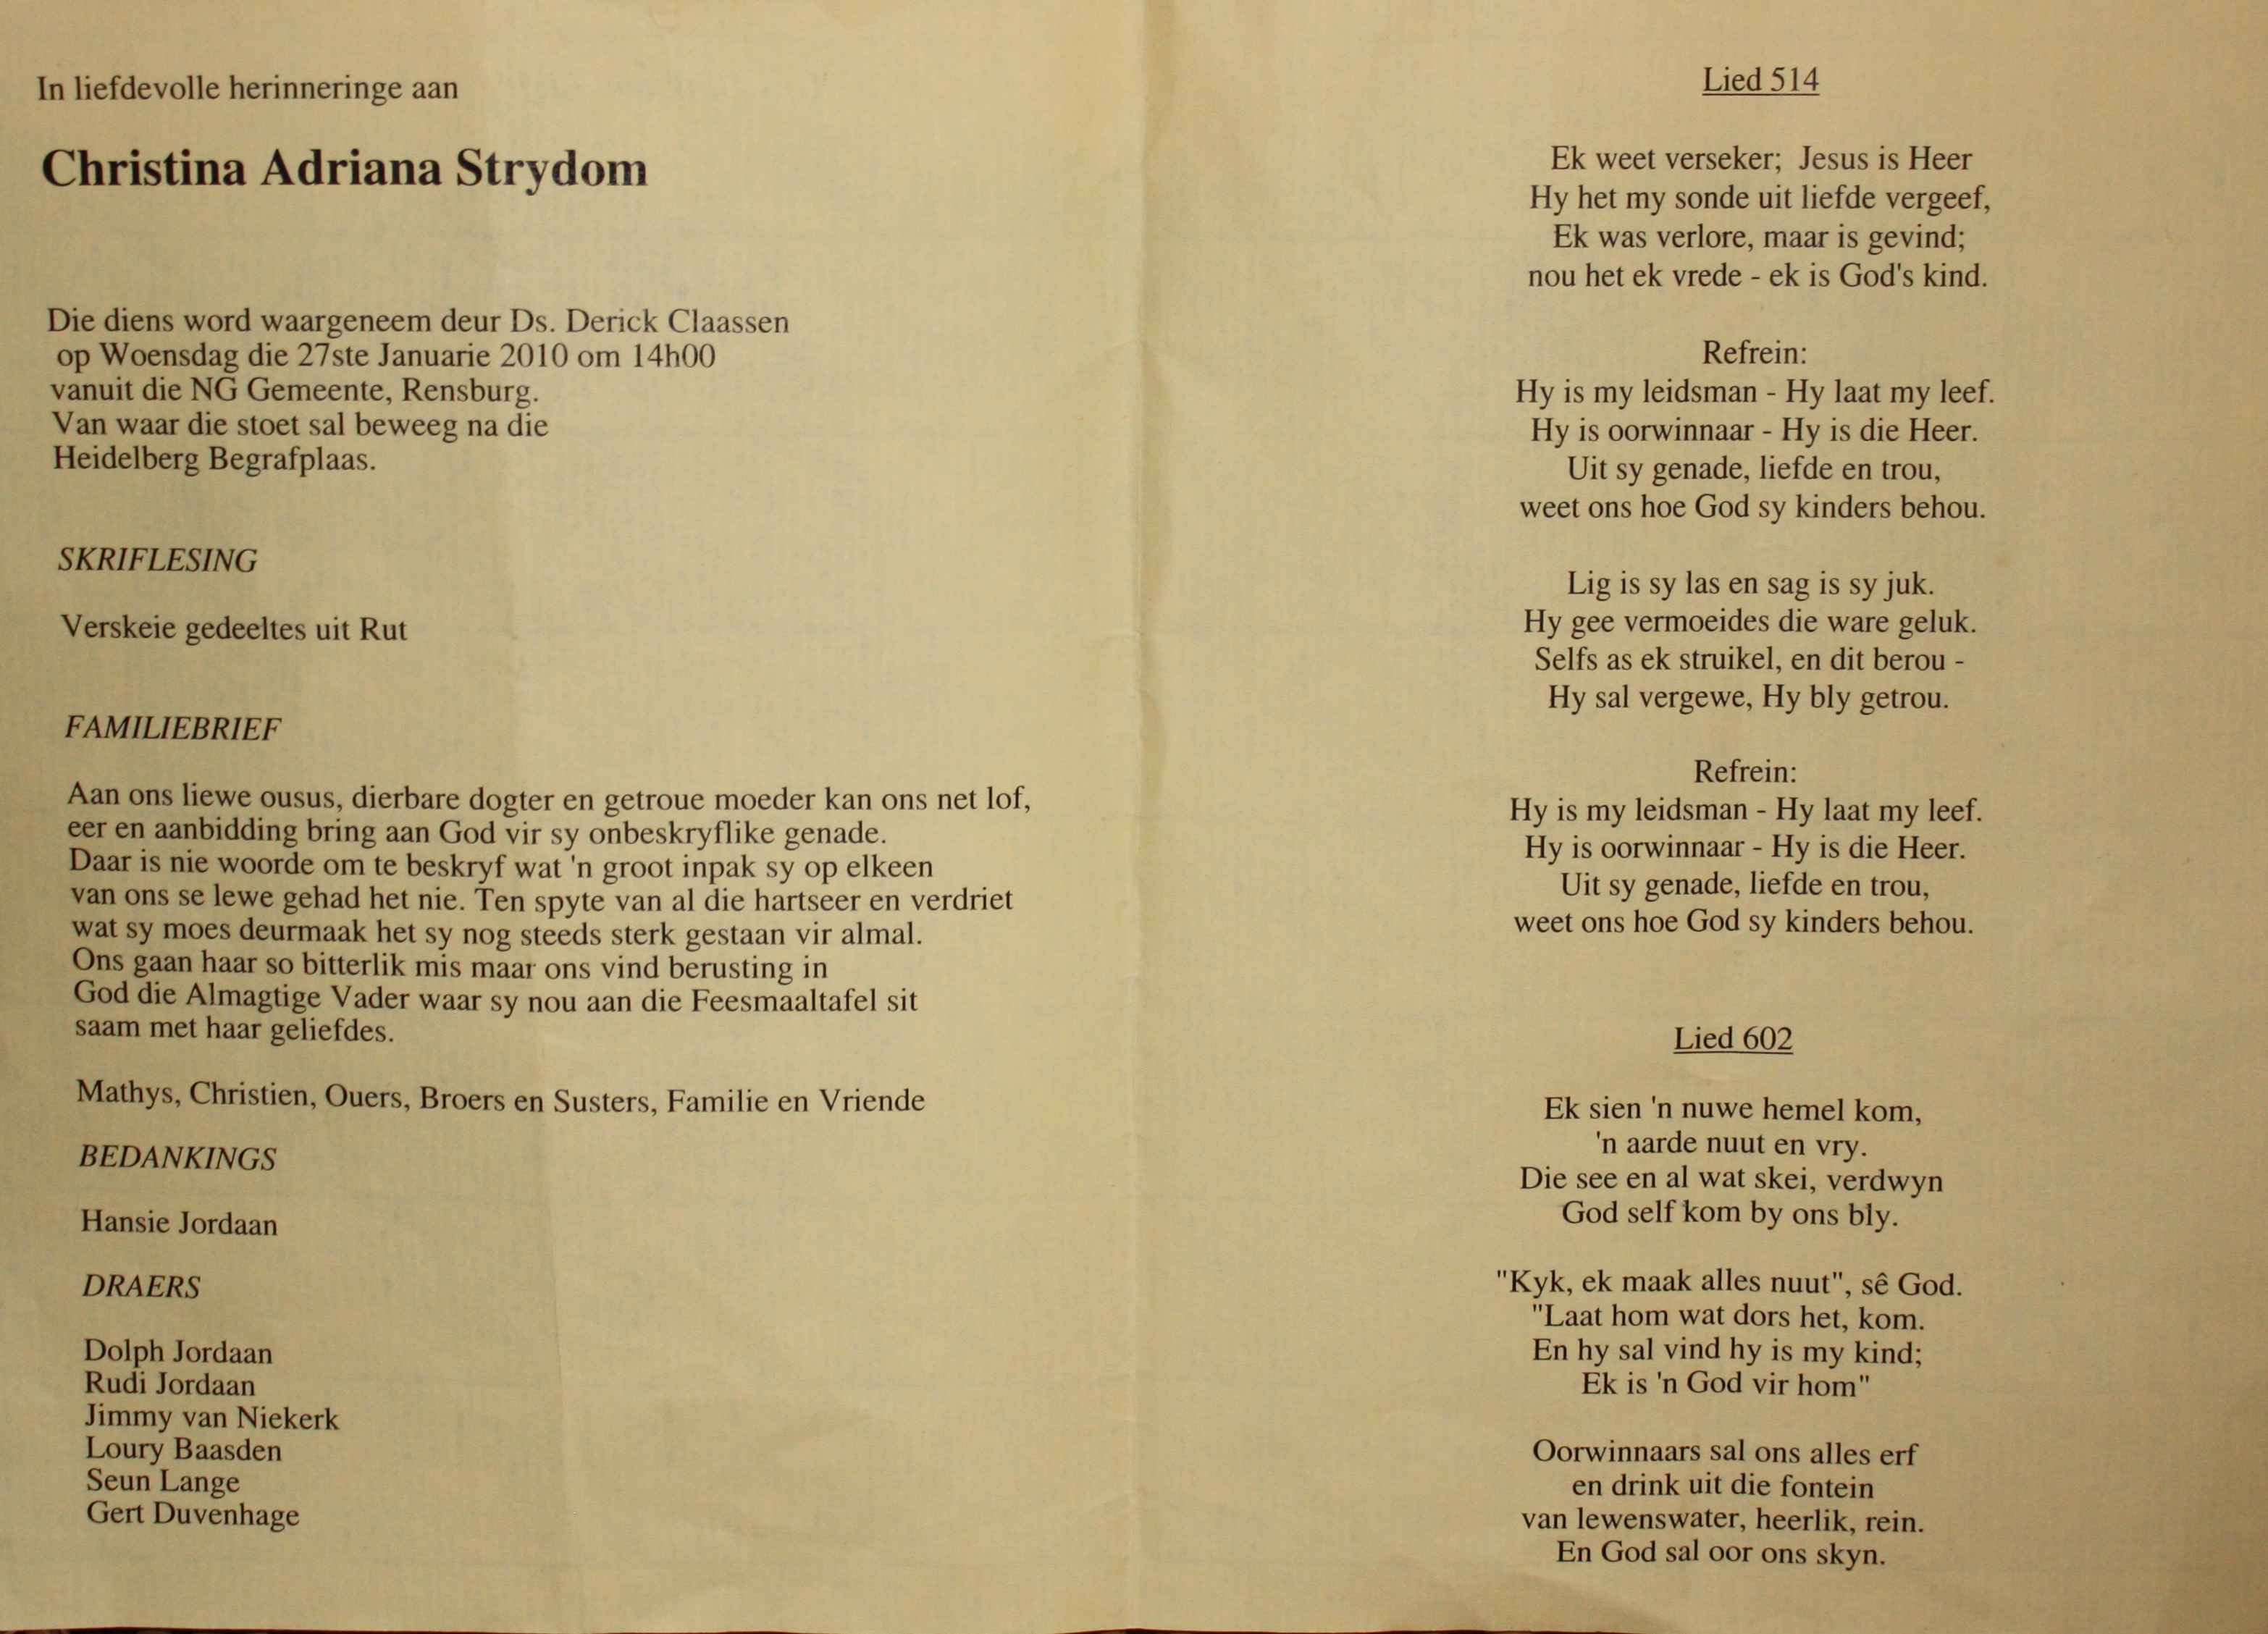 In liefdevolle herinneringe aan
Christina Adriana Strydom
Die diens word waargeneem deur Ds. Derick Claassen
op Woensdag die 27ste Januarie 2010 om 14h00
vanuit die NG Gemeente, Rensburg.
Van waar die stoet sal beweeg na die
Heidelberg Begrafplaas.
SKRIFLESING
Verskeie gedeeltes uit Rut
FAMILIEBRIEF
Aan ons liewe ousus, dierbare dogter en getroue moeder kan ons net lof,
eer en aanbidding bring aan God vir sy onbeskryflike genade.
Daar is nie woorde om te beskryf wat 'n groot inpak sy op elkeen
van ons se lewe gehad het nie. Ten spyte van al die hartseer en verdriet
wat sy moes deurmaak het sy nog steeds sterk gestaan vir almal.
Ons gaan haar so bitterlik mis maar ons vind berusting in
God die Almagtige Vader waar sy nou aan die Feesmaaltafel sit
saam met haar geliefdes.
Mathys, Christien, Ouers, Broers en Susters, Familie en Vriende
BEDANKINGS
Hansie Jordaan
DRAERS
Dolph Jordaan
Rudi Jordaan
Jimmy van Niekerk
Loury Baasden
Seun Lange
Gert Duvenhage
Lied 514
Ek weet verseker; Jesus is Heer
Hy het my sonde uit liefde vergeef,
Ek was verlore, maar is gevind;
nou het ek vrede - ek is God's kind.
Refrein:
Hy is my leidsman - Hy laat my leef.
Hy is oorwinnaar - Hy is die Heer.
Uit sy genade, liefde en trou,
weet ons hoe God sy kinders behou.
Lig is sy las en sag is sy juk.
Hy gee vermoeides die ware geluk.
Selfs as ek struikel, en dit berou -
Hy sal vergewe, Hy bly getrou.
Refrein:
Hy is my leidsman - Hy laat my leef.
Hy is oorwinnaar - Hy is die Heer.
Uit sy genade, liefde en trou,
weet ons hoe God sy kinders behou.
Lied 602
Ek sien 'n nuwe hemel kom,
'n aarde nuut en vry.
Die see en al wat skei, verdwyn
God self kom by ons bly.
"Kyk, ek maak alles nuut", sê God.
"Laat hom wat dors het, kom.
En hy sal vind hy is my kind;
Ek is 'n God vir hom"
Oorwinnaars sal ons alles erf
en drink uit die fontein
van lewenswater, heerlik, rein.
En God sal oor ons skyn.